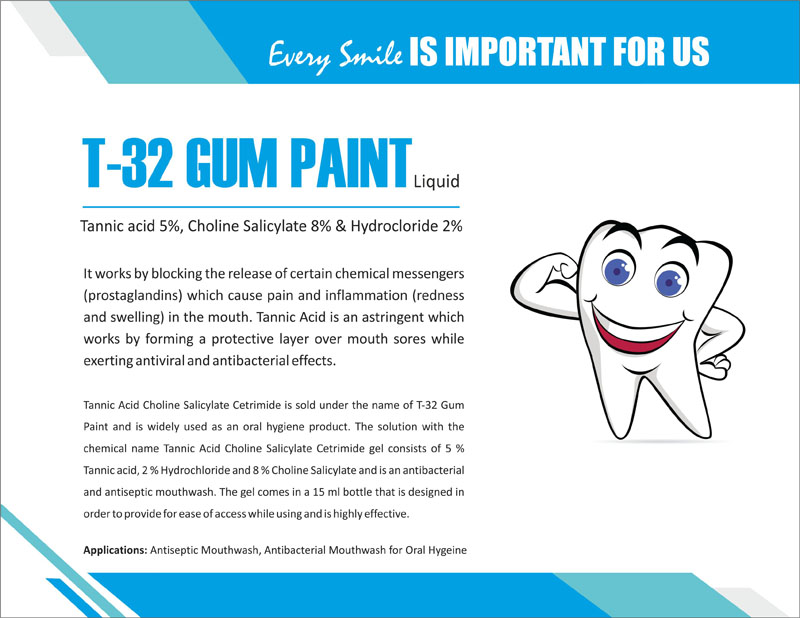 Every Smile IS IMPORTANT FOR US
T-32 GUM PAINT Liquid
Tannic acid 5%, Choline Salicylate 8% & Hydrocloride 2%
It works by blocking the release of certain chemical messengers
(prostaglandins) which cause pain and inflammation (redness
and swelling) in the mouth. Tannic Acid is an astringent which
works by forming a protective layer over mouth sores while
exerting antiviral and antibacterial effects.
Tannic Acid Choline Salicylate Cetrimide is sold under the name of T-32 Gum
Paint and is widely used as an oral hygiene product. The solution with the
chemical name Tannic Acid Choline Salicylate Cetrimide gel consists of 5 %
Tannic acid, 2 % Hydrochloride and 8 % Choline Salicylate and is an antibacterial
and antiseptic mouthwash. The gel comes in a 15 ml bottle that is designed in
order to provide for ease of access while using and is highly effective.
Applications: Antiseptic Mouthwash, Antibacterial Mouthwash for Oral Hygeine